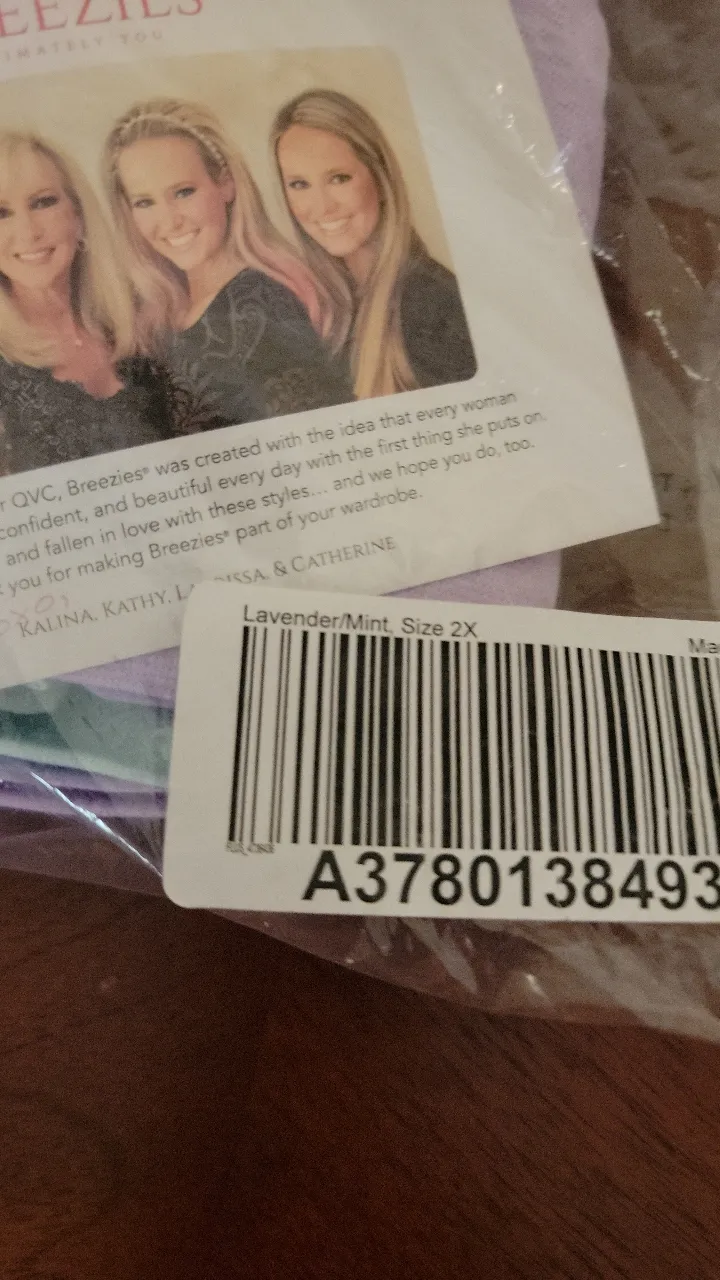 EEZIES
IMATELY YOU
r QVC, Breezies® was created with the idea that every woman
confident, and beautiful every day with the first thing she puts on.
and fallen in love with these styles... and we hope you do, too.
you for making Breezies® part of your wardrobe.
KALINA, KATHY, LA ISSA, & CATHERINE
Lavender/Mint, Size 2X
Ma
A3780138493